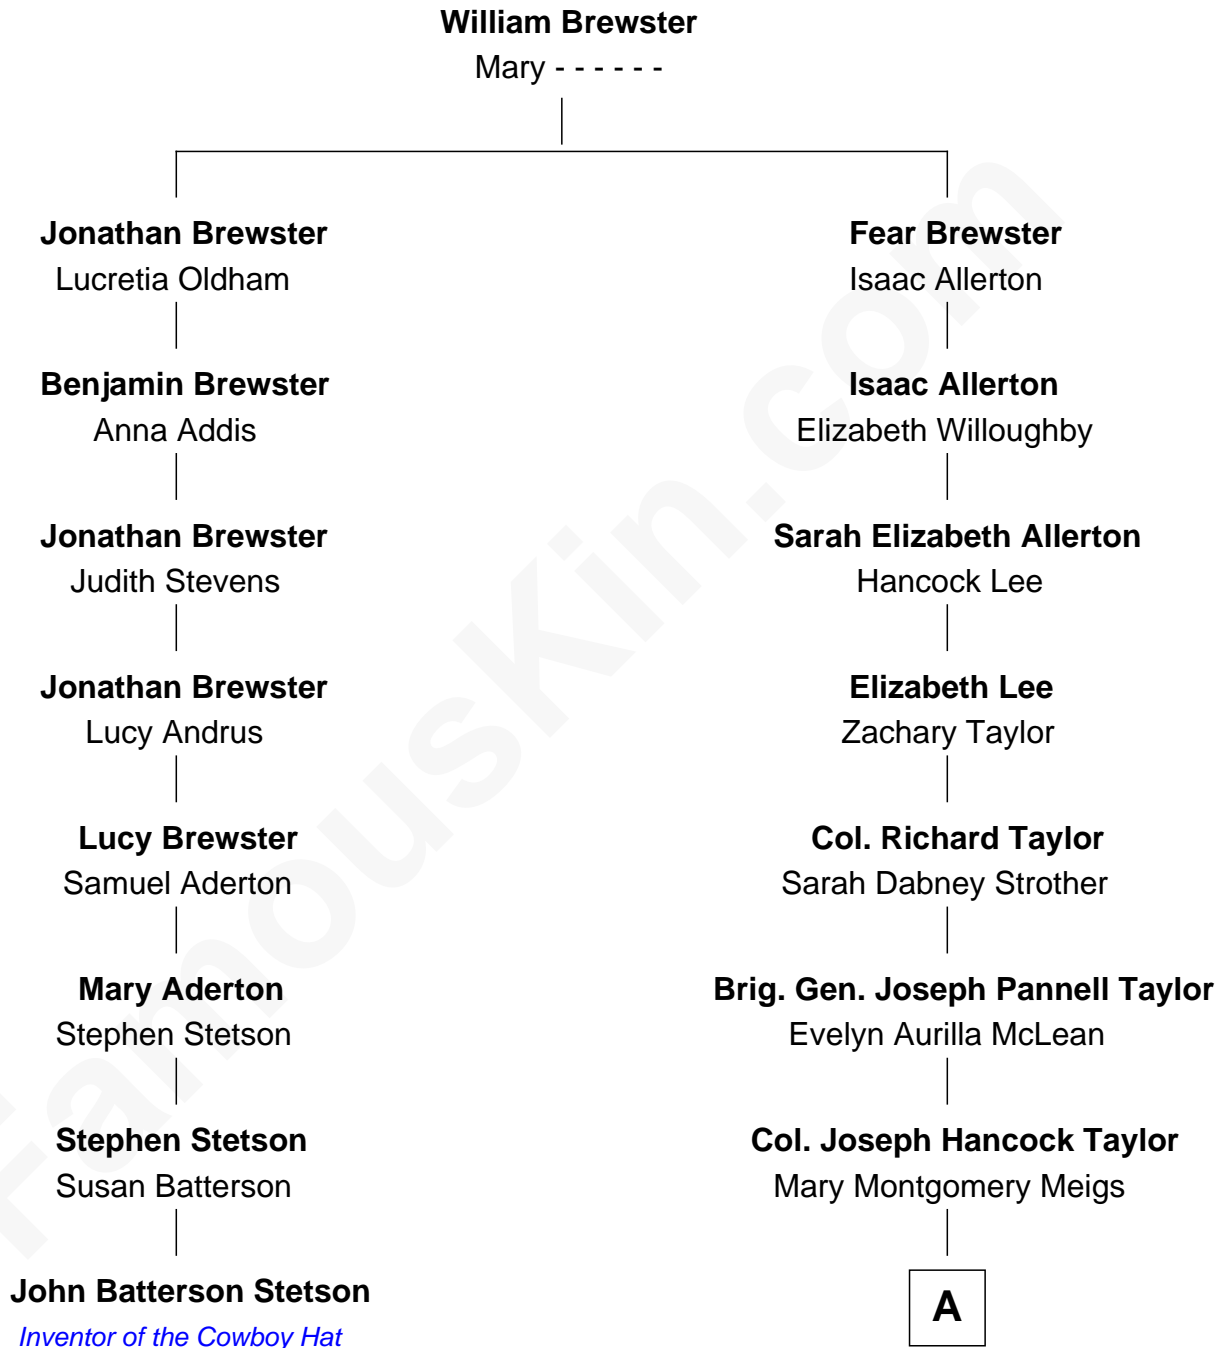 William Brewster
Mary - - - - - -
Jonathan Brewster
Lucretia Oldham
Fear Brewster
Isaac Allerton
Benjamin Brewster
Anna Addis
Isaac Allerton
Elizabeth Willoughby
Jonathan Brewster
Judith Stevens
Sarah Elizabeth Allerton
Hancock Lee
Jonathan Brewster
Lucy Andrus
Elizabeth Lee
Zachary Taylor
Lucy Brewster
Samuel Aderton
Col. Richard Taylor
Sarah Dabney Strother
Mary Aderton
Stephen Stetson
Brig. Gen. Joseph Pannell Taylor
Evelyn Aurilla McLean
Stephen Stetson
Susan Batterson
Col. Joseph Hancock Taylor
Mary Montgomery Meigs
John Batterson Stetson
Inventor of the Cowboy Hat
A
FamousKin.com